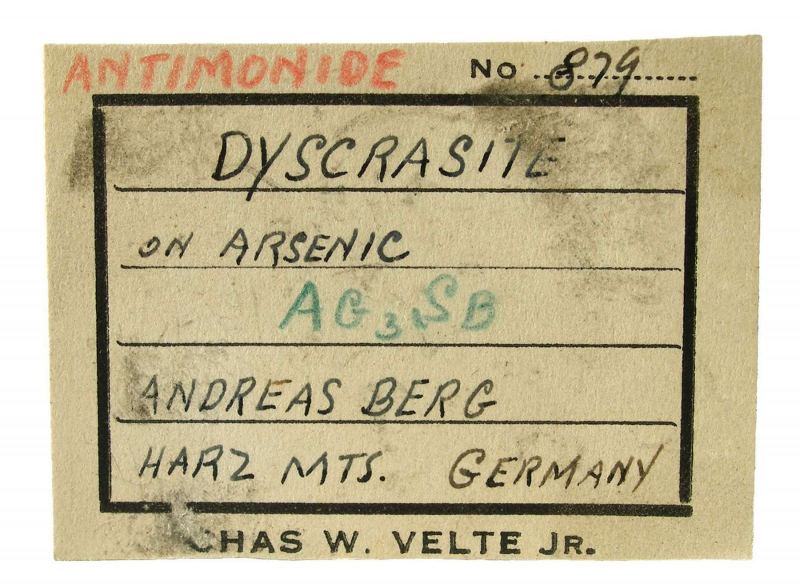 ANTIMONIDE No 879
DYSCRASITE
ON ARSENIC
AG3SB
ANDREAS BERG
HARZ MTS. GERMANY
CHAS W. VELTE JR.